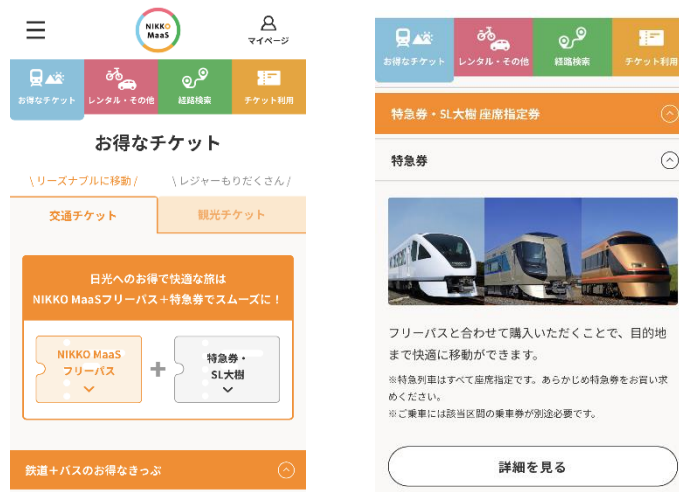 NIKKO
MaaS
マイページ
お得なチケット
レンタル・その他
経路検索
チケット利用
お得なチケット
\ リーズナブルに移動 /
\ レジャーもりだくさん /
交通チケット
観光チケット
日光へのお得で快適な旅は
NIKKO MaaSフリーパス＋特急券でスムーズに！
NIKKO MaaS
フリーパス
+
特急券・
SL大樹
鉄道＋バスのお得なきっぷ
お得なチケット
レンタル・その他
経路検索
チケット利用
特急券・SL大樹 座席指定券
特急券
フリーパスと合わせて購入いただくことで、目的地
まで快適に移動ができます。
※特急列車はすべて座席指定です。あらかじめ特急券をお買い求
めください。
※ご乗車には該当区間の乗車券が別途必要です。
詳細を見る